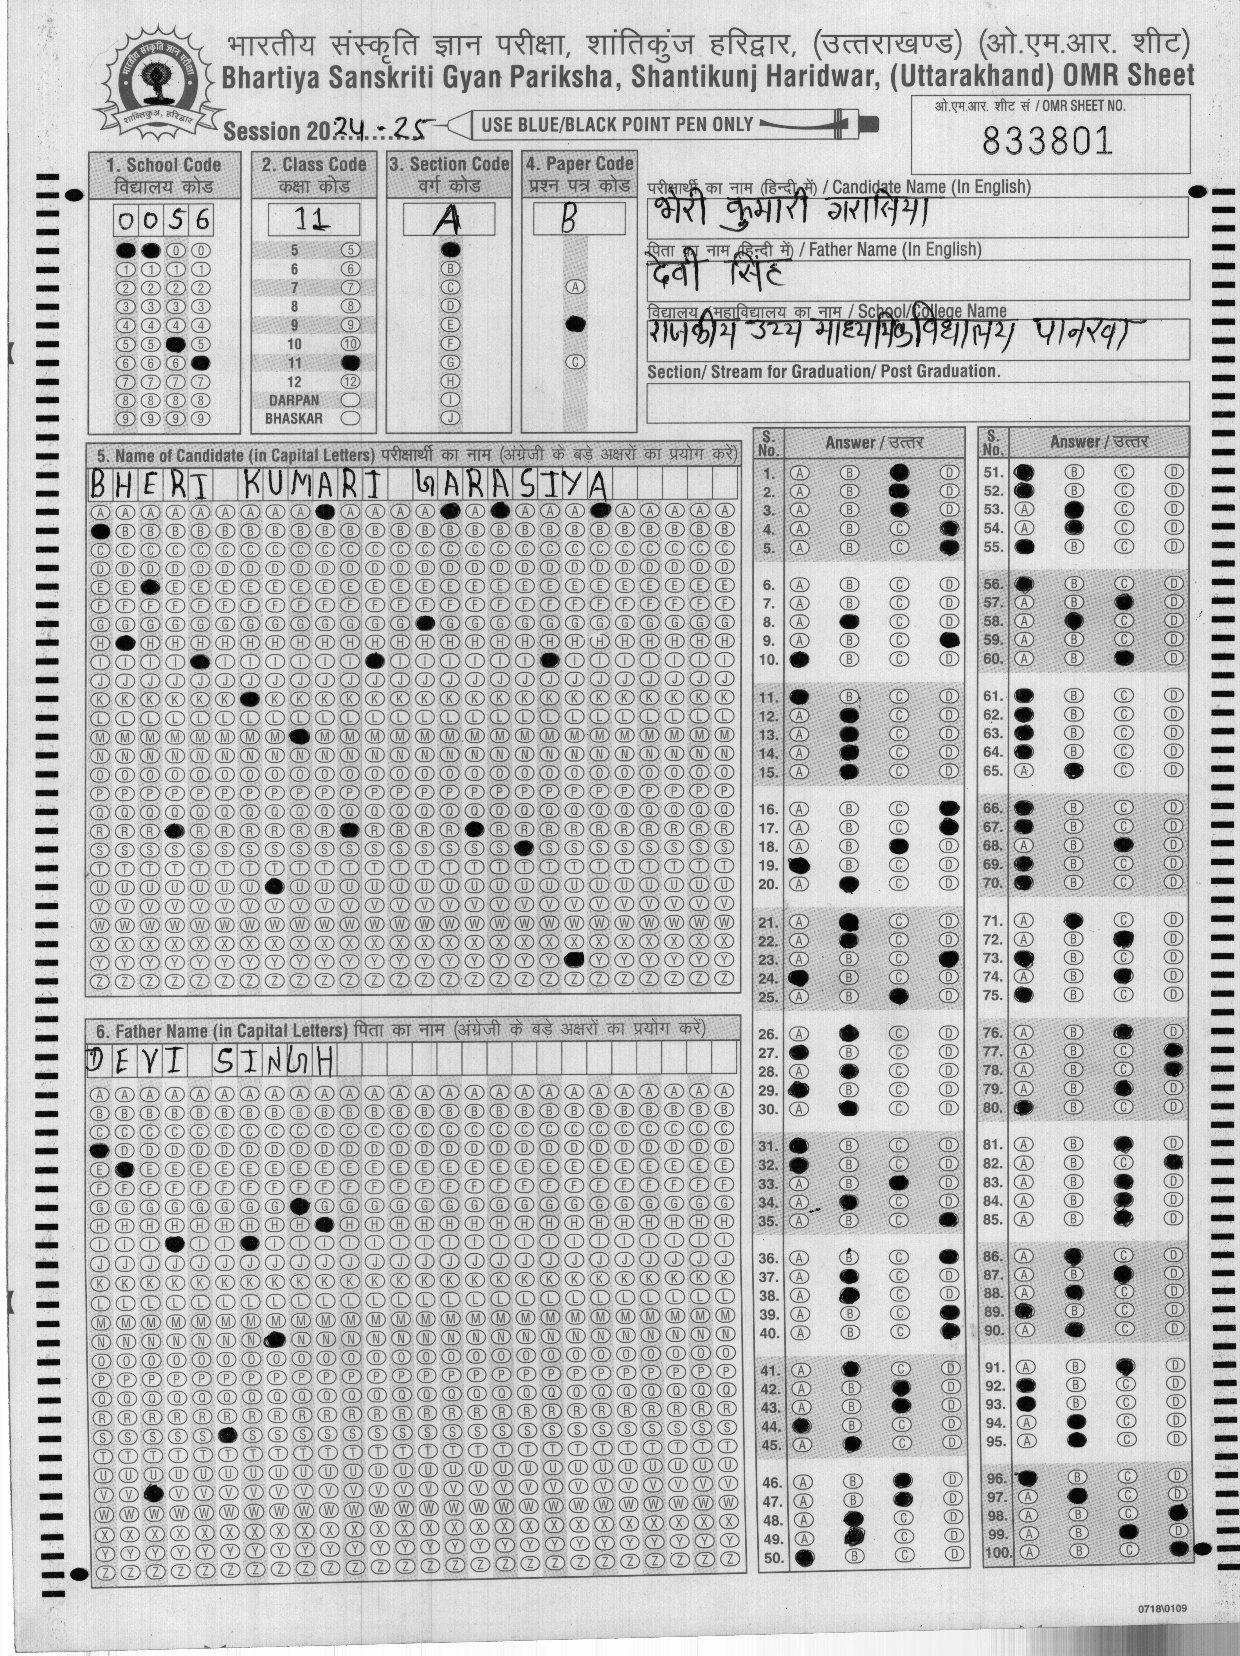 भारतीय संस्कृति ज्ञान परीक्षा, शांतिकुंज हरिद्वार, (उत्तराखण्ड) (ओ.एम.आर. शीट)
Bhartiya Sanskriti Gyan Pariksha, Shantikunj Haridwar, (Uttarakhand) OMR Sheet
Session 2024-25 USE BLUE/BLACK POINT PEN ONLY
ओ.एम.आर. शीट सं / OMR SHEET NO.
833801
1. School Code
विद्यालय कोड
0056
2. Class Code
कक्षा कोड
11
5
6
7
8
9
10
11
12
DARPAN
BHASKAR
3. Section Code
वर्ग कोड
A
4. Paper Code
प्रश्न पत्र कोड
B
परीक्षार्थी का नाम (हिन्दी में) / Candidate Name (In English)
भेरी कुमारी गरासिया
पिता का नाम (हिन्दी में) / Father Name (In English)
देवी सिंह
विद्यालय/महाविद्यालय का नाम / School/College Name
राजकीय उच्य माध्यमिक विधालय पानरवा
Section/ Stream for Graduation/ Post Graduation.
5. Name of Candidate (in Capital Letters) परीक्षार्थी का नाम (अंग्रेजी के बड़े अक्षरों का प्रयोग करें)
BHERI KUMARI GARASIYA
6. Father Name (in Capital Letters) पिता का नाम (अंग्रेजी के बड़े अक्षरों का प्रयोग करें)
DEVI SINGH
S. No. Answer / उत्तर
S. No. Answer / उत्तर
0718\0109